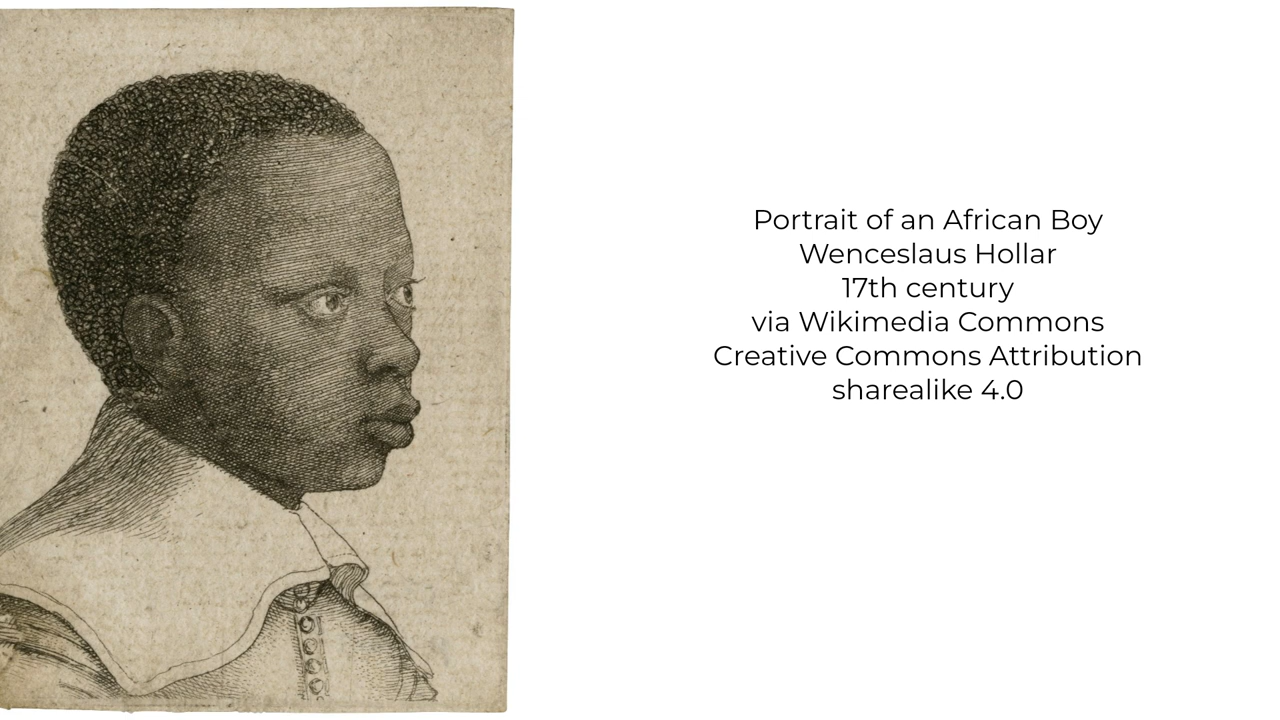 Portrait of an African Boy
Wenceslaus Hollar
17th century
via Wikimedia Commons
Creative Commons Attribution
sharealike 4.0